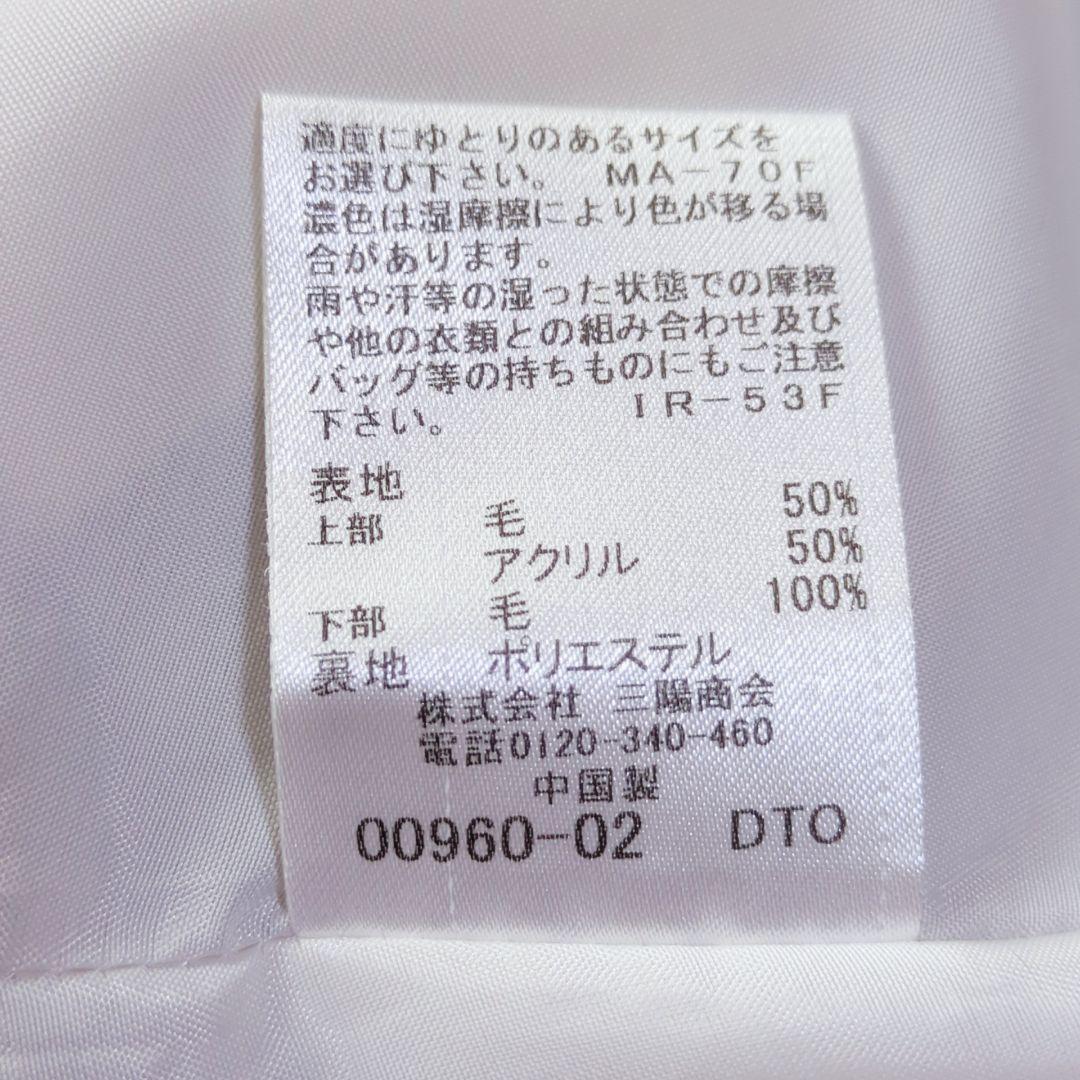 適度にゆとりのあるサイズを
お選び下さい。 MA-70F
濃色は湿摩擦により色が移る場
合があります。
雨や汗等の湿った状態での摩擦
や他の衣類との組み合わせ及び
バッグ等の持ちものにもご注意
下さい。 IR-53F
表地
上部 毛 50%
アクリル 50%
下部 毛 100%
裏地 ポリエステル
株式会社 三陽商会
電話0120-340-460
中国製
00960-02 DTO